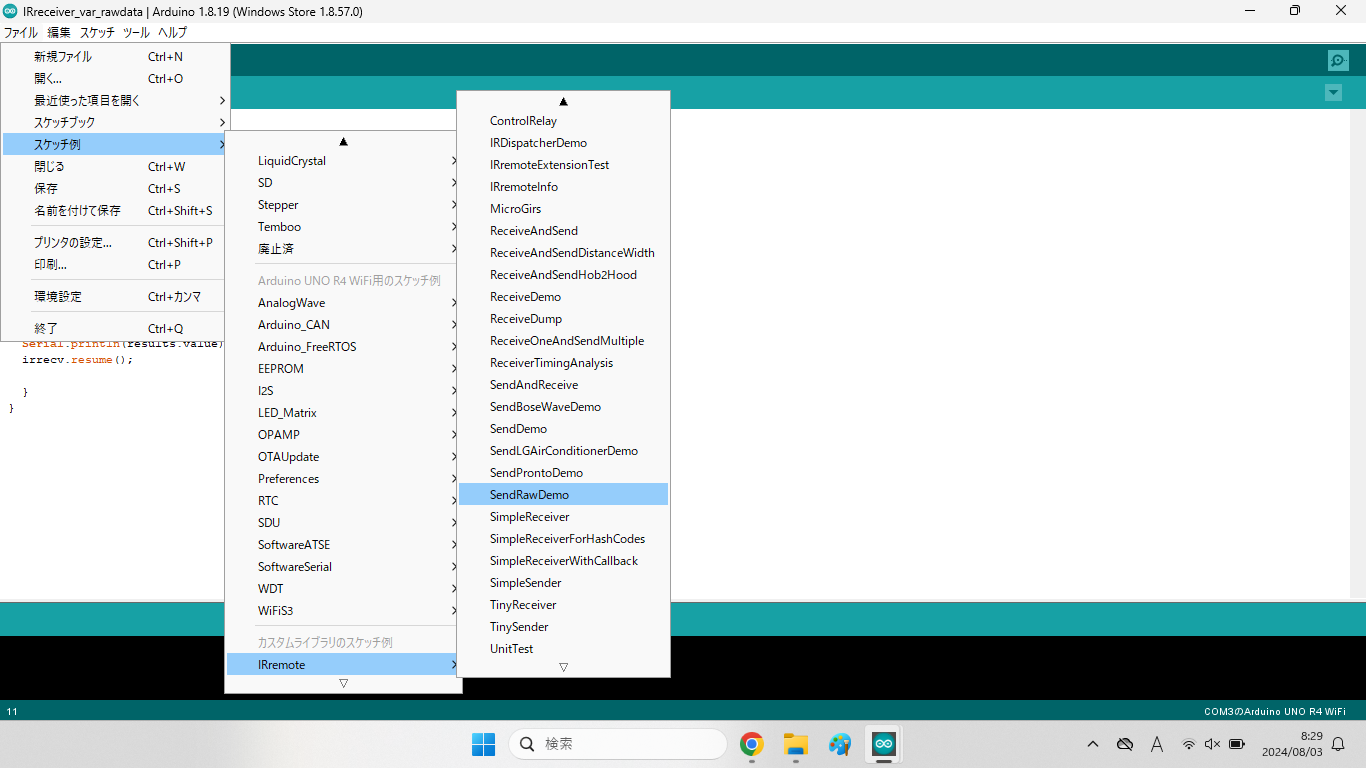 IRreceiver_var_rawdata | Arduino 1.8.19 (Windows Store 1.8.57.0)
ファイル 編集 スケッチ ツール ヘルプ
新規ファイル Ctrl+N
開く... Ctrl+O
最近使った項目を開く
スケッチブック
スケッチ例
閉じる Ctrl+W
保存 Ctrl+S
名前を付けて保存 Ctrl+Shift+S
プリンタの設定... Ctrl+Shift+P
印刷... Ctrl+P
環境設定 Ctrl+カンマ
終了 Ctrl+Q
Serial.println(results.value)
irrecv.resume();
}
}
LiquidCrystal
SD
Stepper
Temboo
廃止済
Arduino UNO R4 WiFi用のスケッチ例
AnalogWave
Arduino_CAN
Arduino_FreeRTOS
EEPROM
I2S
LED_Matrix
OPAMP
OTAUpdate
Preferences
RTC
SDU
SoftwareATSE
SoftwareSerial
WDT
WiFiS3
カスタムライブラリのスケッチ例
IRremote
ControlRelay
IRDispatcherDemo
IRremoteExtensionTest
IRremoteInfo
MicroGirs
ReceiveAndSend
ReceiveAndSendDistanceWidth
ReceiveAndSendHob2Hood
ReceiveDemo
ReceiveDump
ReceiveOneAndSendMultiple
ReceiverTimingAnalysis
SendAndReceive
SendBoseWaveDemo
SendDemo
SendLGAirConditionerDemo
SendProntoDemo
SendRawDemo
SimpleReceiver
SimpleReceiverForHashCodes
SimpleReceiverWithCallback
SimpleSender
TinyReceiver
TinySender
UnitTest
11 COM3のArduino UNO R4 WiFi
検索
A
8:29
2024/08/03